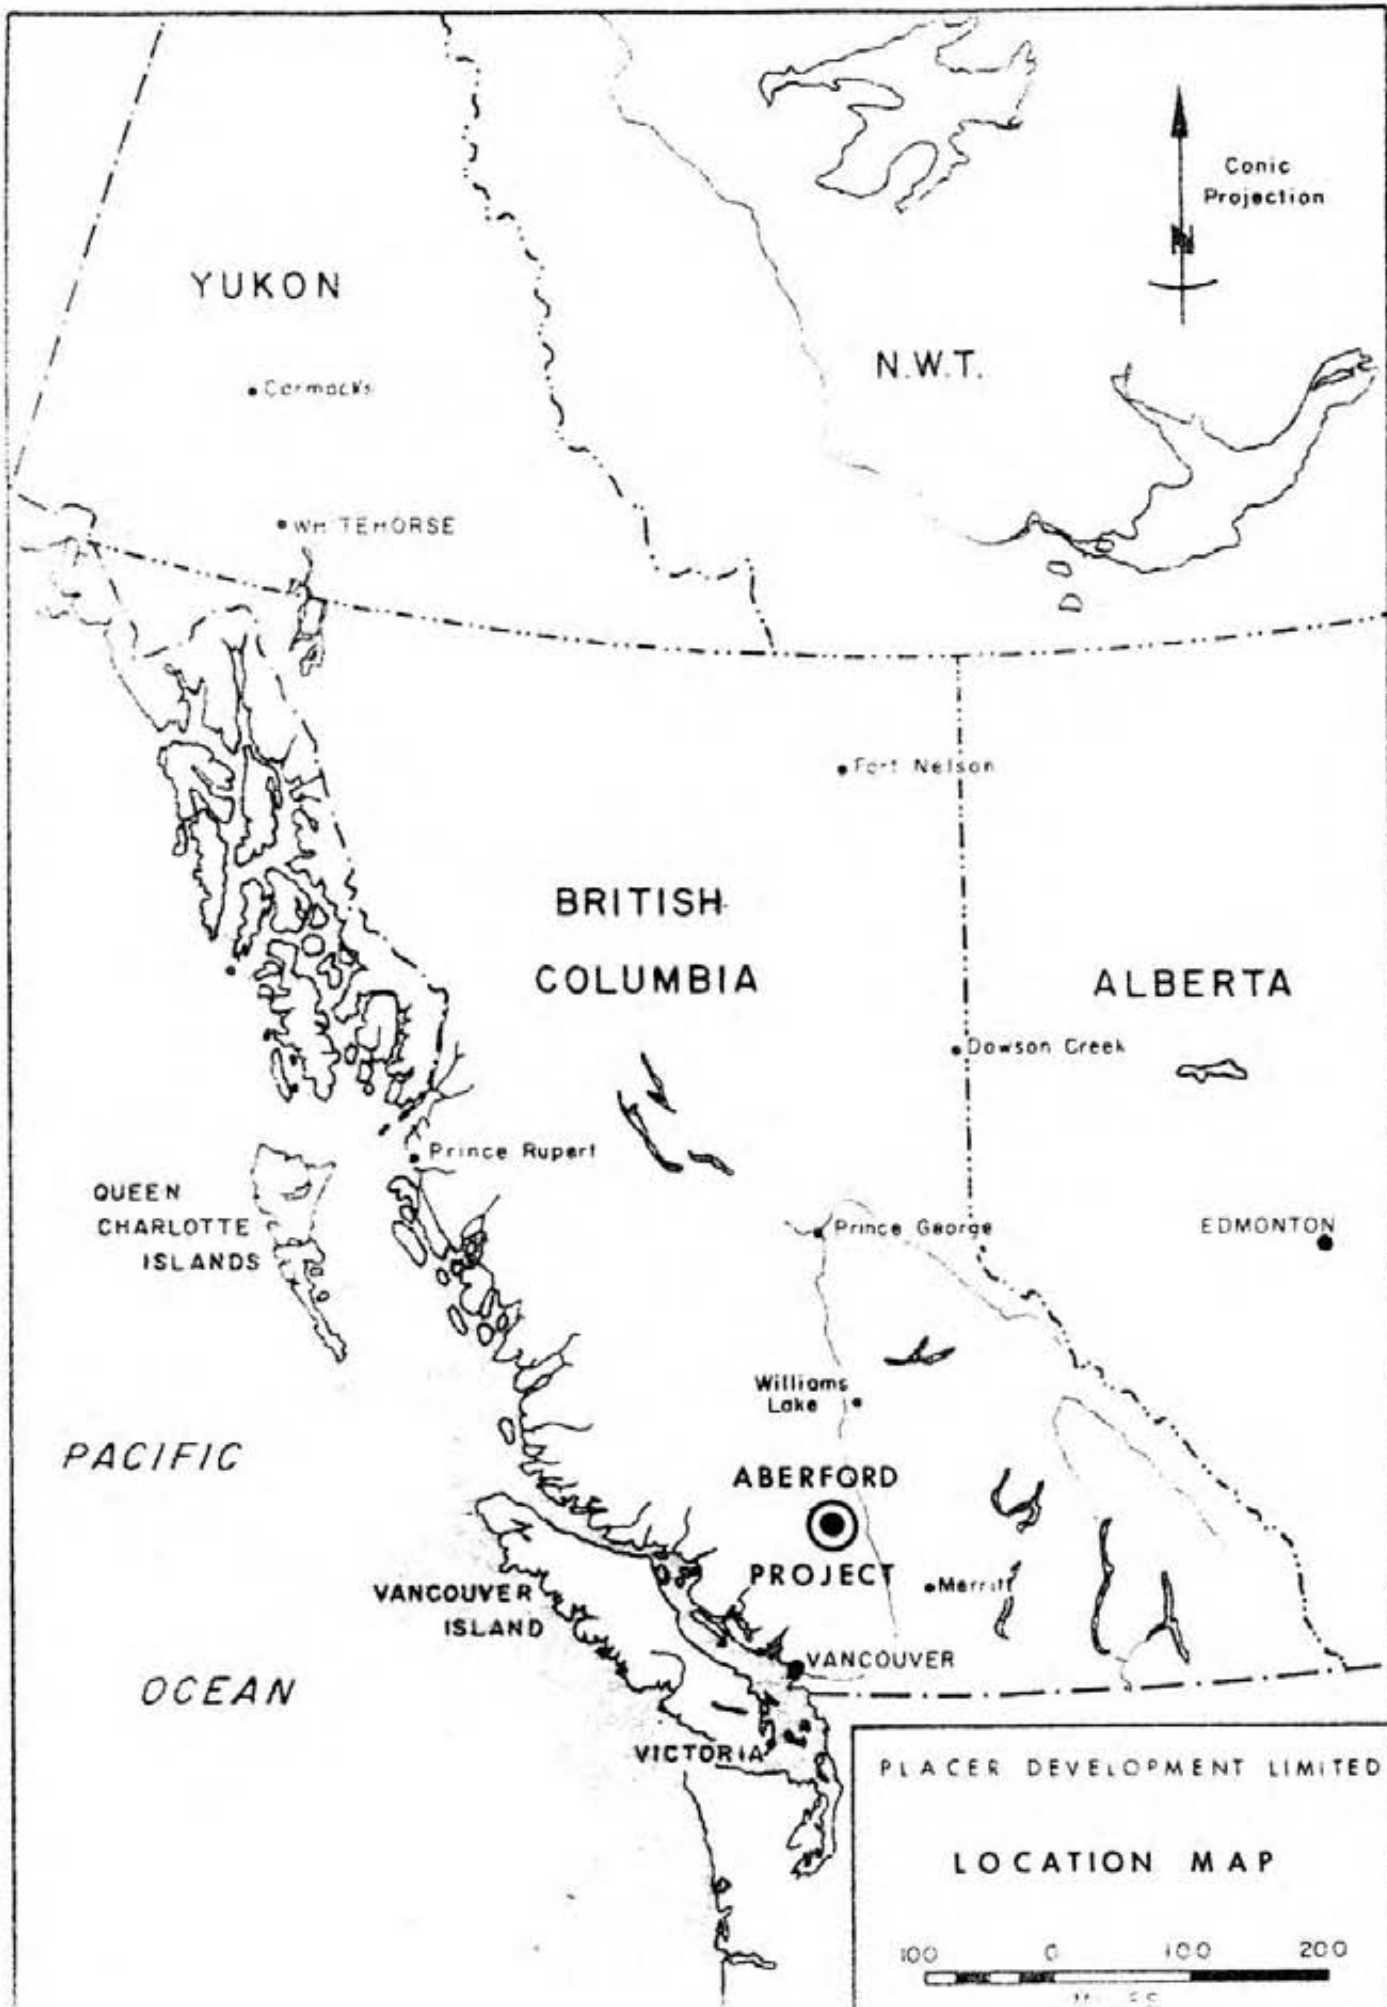 Conic
Projection
N
YUKON
N.W.T.
Carmacks
WHITEHORSE
Fort Nelson
BRITISH
COLUMBIA
ALBERTA
Dawson Creek
Prince Rupert
QUEEN
CHARLOTTE
ISLANDS
Prince George
EDMONTON
Williams
Lake
PACIFIC
ABERFORD
PROJECT
Merritt
VANCOUVER
ISLAND
VANCOUVER
OCEAN
VICTORIA
PLACER DEVELOPMENT LIMITED
LOCATION MAP
100 0 100 200